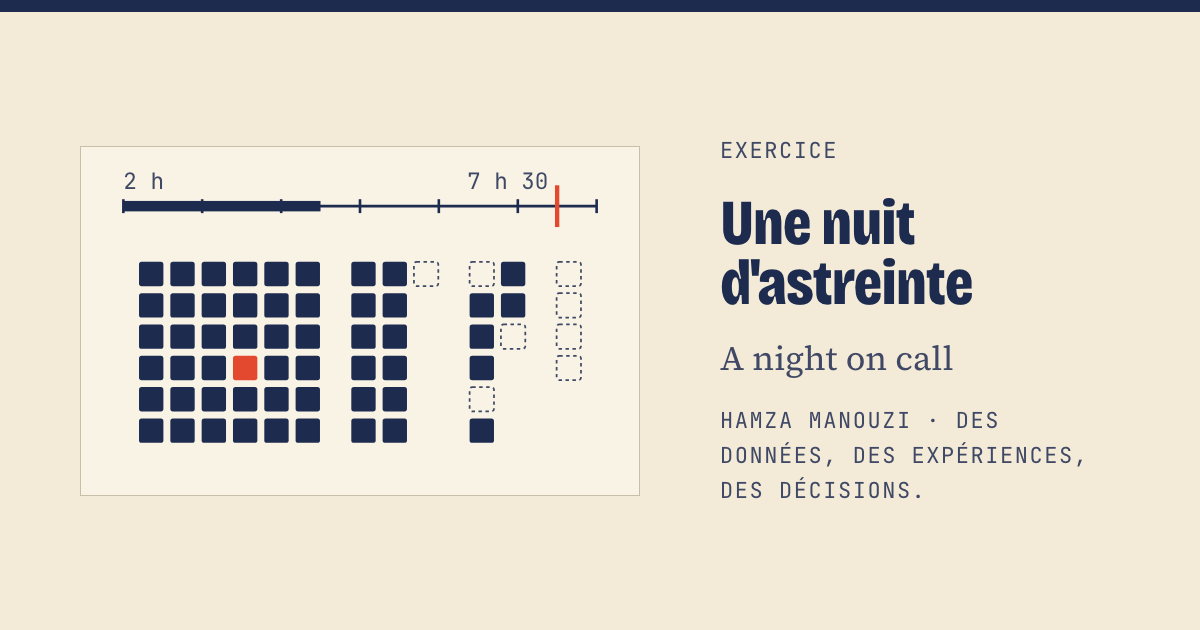 2 h
7 h 30
EXERCICE
Une nuit
d'astreinte
A night on call
HAMZA MANOUZI · DES
DONNÉES, DES EXPÉRIENCES,
DES DÉCISIONS.